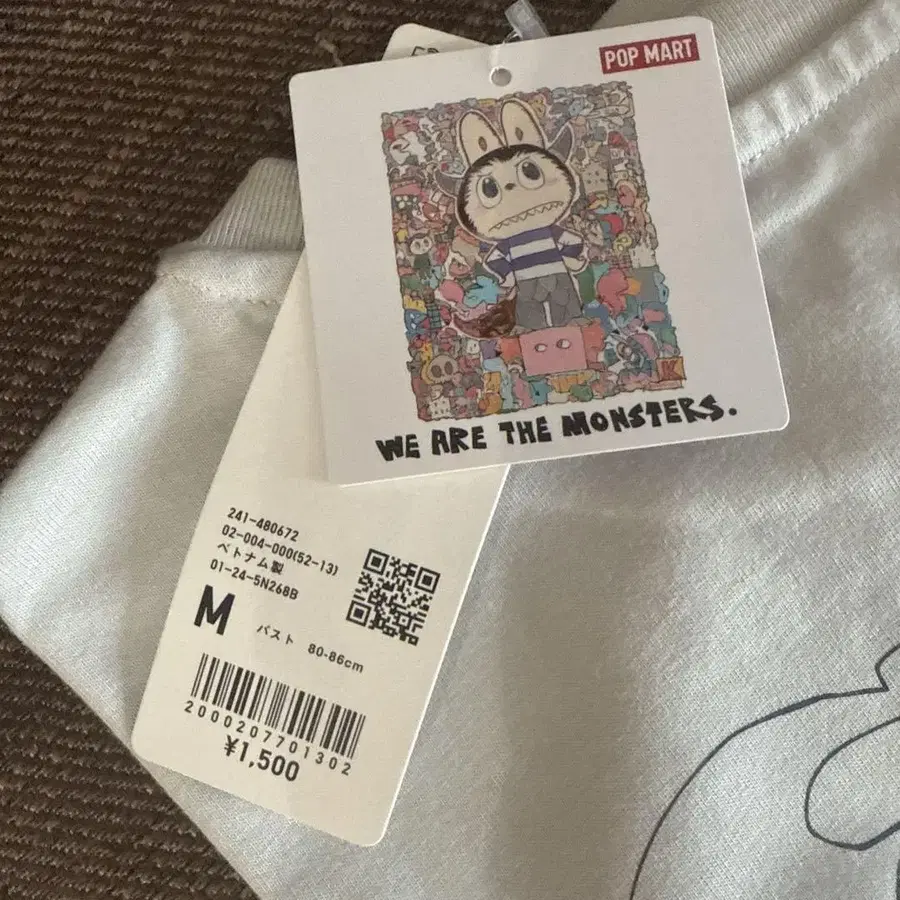 POP MART
WE ARE THE MONSTERS.
241-480672
02-004-000(52-13)
ベトナム製
01-24-5N268B
M
バスト 80-86cm
2000207701302
¥1,500